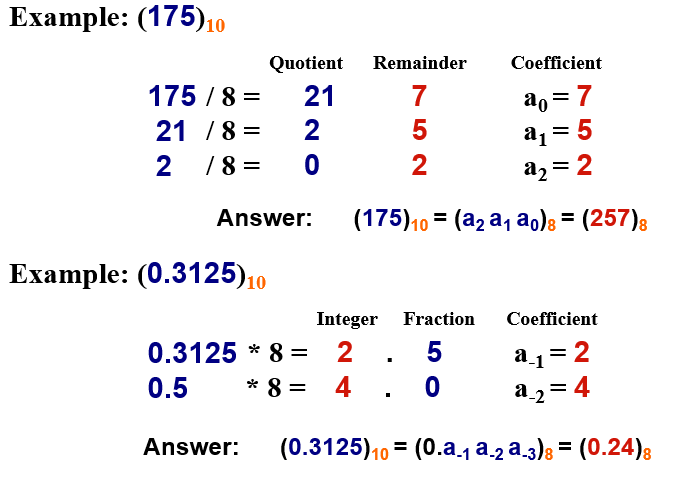 Example: (175)₁₀
Quotient Remainder Coefficient
175 / 8 = 21 7 a₀ = 7
21 / 8 = 2 5 a₁ = 5
2 / 8 = 0 2 a₂ = 2
Answer: (175)₁₀ = (a₂ a₁ a₀)₈ = (257)₈
Example: (0.3125)₁₀
Integer Fraction Coefficient
0.3125 * 8 = 2 . 5 a₋₁ = 2
0.5 * 8 = 4 . 0 a₋₂ = 4
Answer: (0.3125)₁₀ = (0.a₋₁ a₋₂ a₋₃)₈ = (0.24)₈